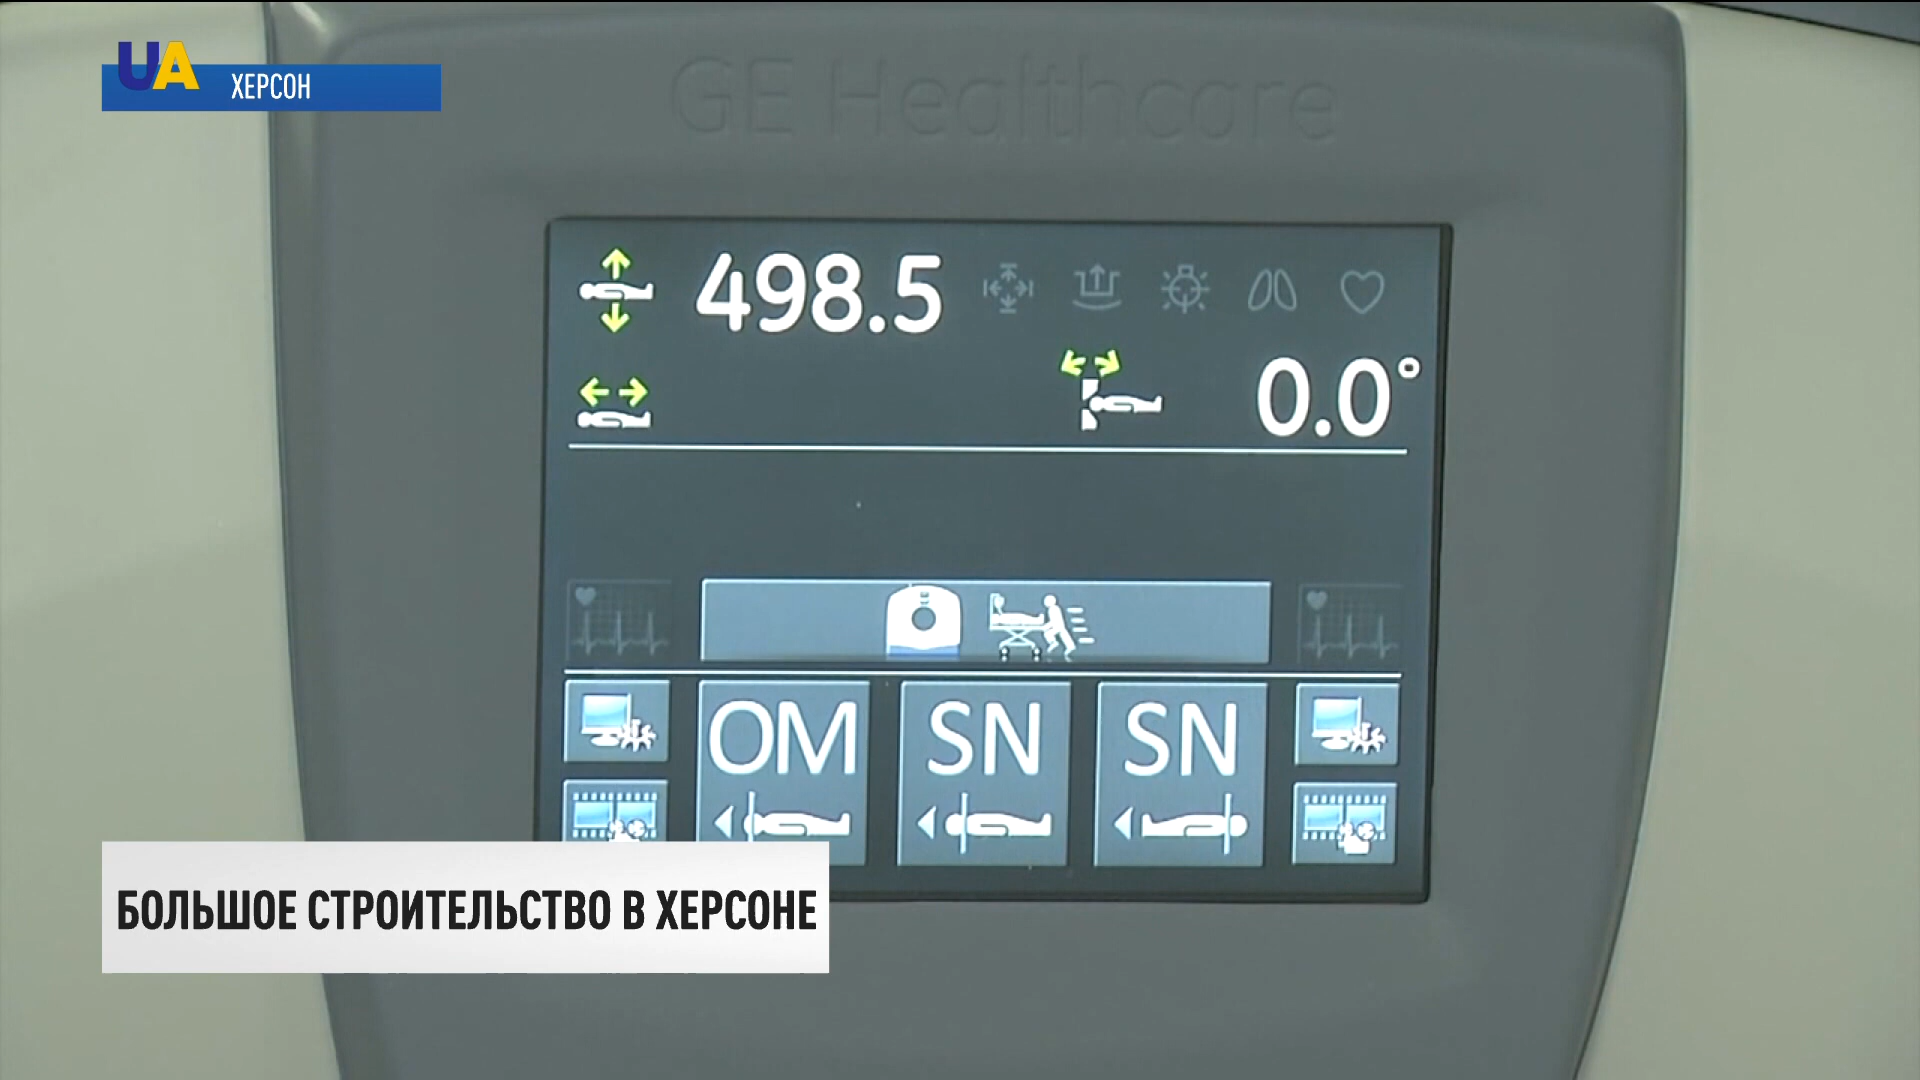 UA
ХЕРСОН
GE Healthcare
498.5
0.0°
OM SN SN
БОЛЬШОЕ СТРОИТЕЛЬСТВО В ХЕРСОНЕ